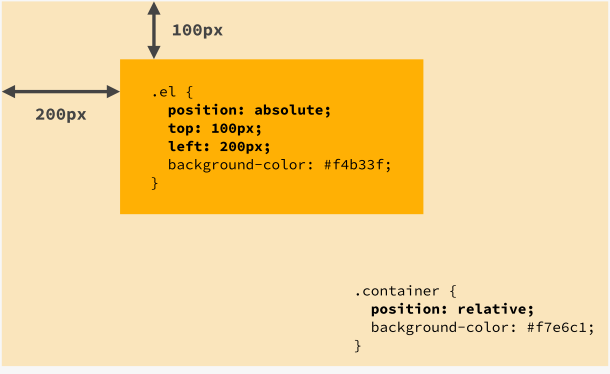 100px
200px
.el {
position: absolute;
top: 100px;
left: 200px;
background-color: #f4b33f;
}
.container {
position: relative;
background-color: #f7e6c1;
}